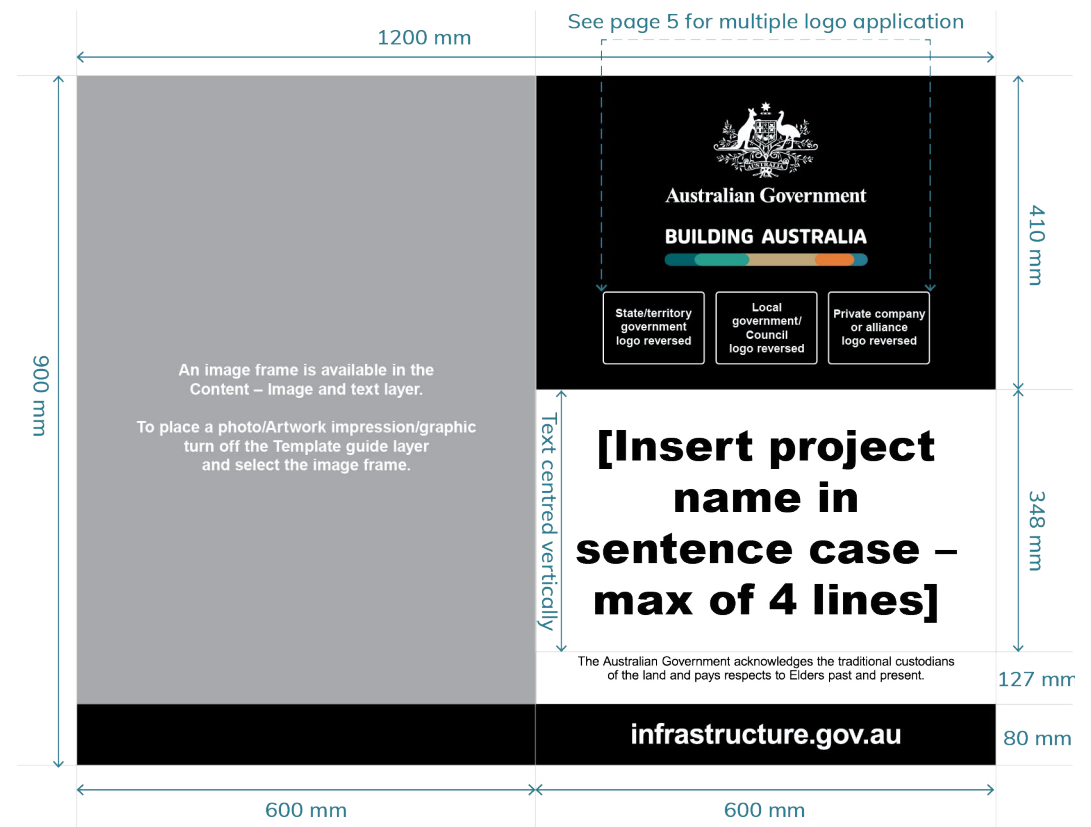 See page 5 for multiple logo application
1200 mm
AUSTRALIA
Australian Government
BUILDING AUSTRALIA
State/territory
government
logo reversed
Local
government/
Council
logo reversed
Private company
or alliance
logo reversed
410 mm
900 mm
An image frame is available in the
Content – Image and text layer.
To place a photo/Artwork impression/graphic
turn off the Template guide layer
and select the image frame.
Text centred vertically
[Insert project
name in
sentence case –
max of 4 lines]
348 mm
The Australian Government acknowledges the traditional custodians
of the land and pays respects to Elders past and present.
127 mm
infrastructure.gov.au
80 mm
600 mm
600 mm